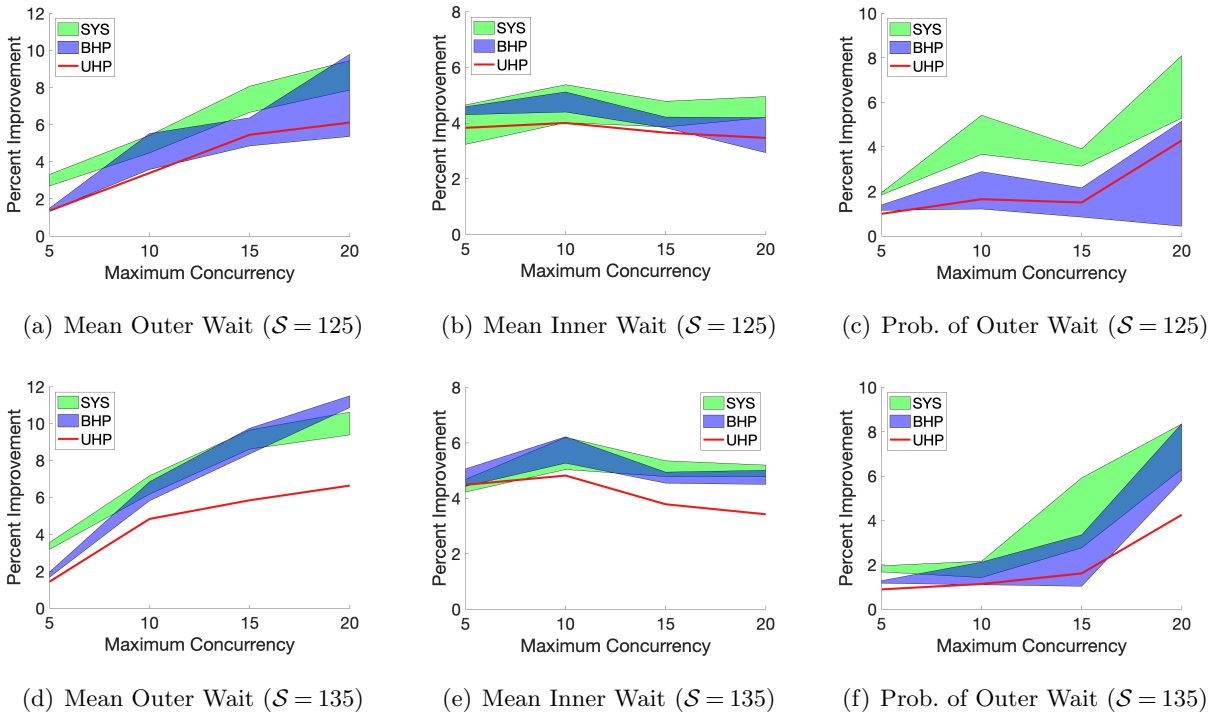 12
10
8
6
4
2
0
5
10
15
20
Percent Improvement
Maximum Concurrency
SYS
BHP
UHP
(a) Mean Outer Wait (𝒮 = 125)
8
6
4
2
0
5
10
15
20
Percent Improvement
Maximum Concurrency
SYS
BHP
UHP
(b) Mean Inner Wait (𝒮 = 125)
10
8
6
4
2
0
5
10
15
20
Percent Improvement
Maximum Concurrency
SYS
BHP
UHP
(c) Prob. of Outer Wait (𝒮 = 125)
12
10
8
6
4
2
0
5
10
15
20
Percent Improvement
Maximum Concurrency
SYS
BHP
UHP
(d) Mean Outer Wait (𝒮 = 135)
8
6
4
2
0
5
10
15
20
Percent Improvement
Maximum Concurrency
SYS
BHP
UHP
(e) Mean Inner Wait (𝒮 = 135)
10
8
6
4
2
0
5
10
15
20
Percent Improvement
Maximum Concurrency
SYS
BHP
UHP
(f) Prob. of Outer Wait (𝒮 = 135)